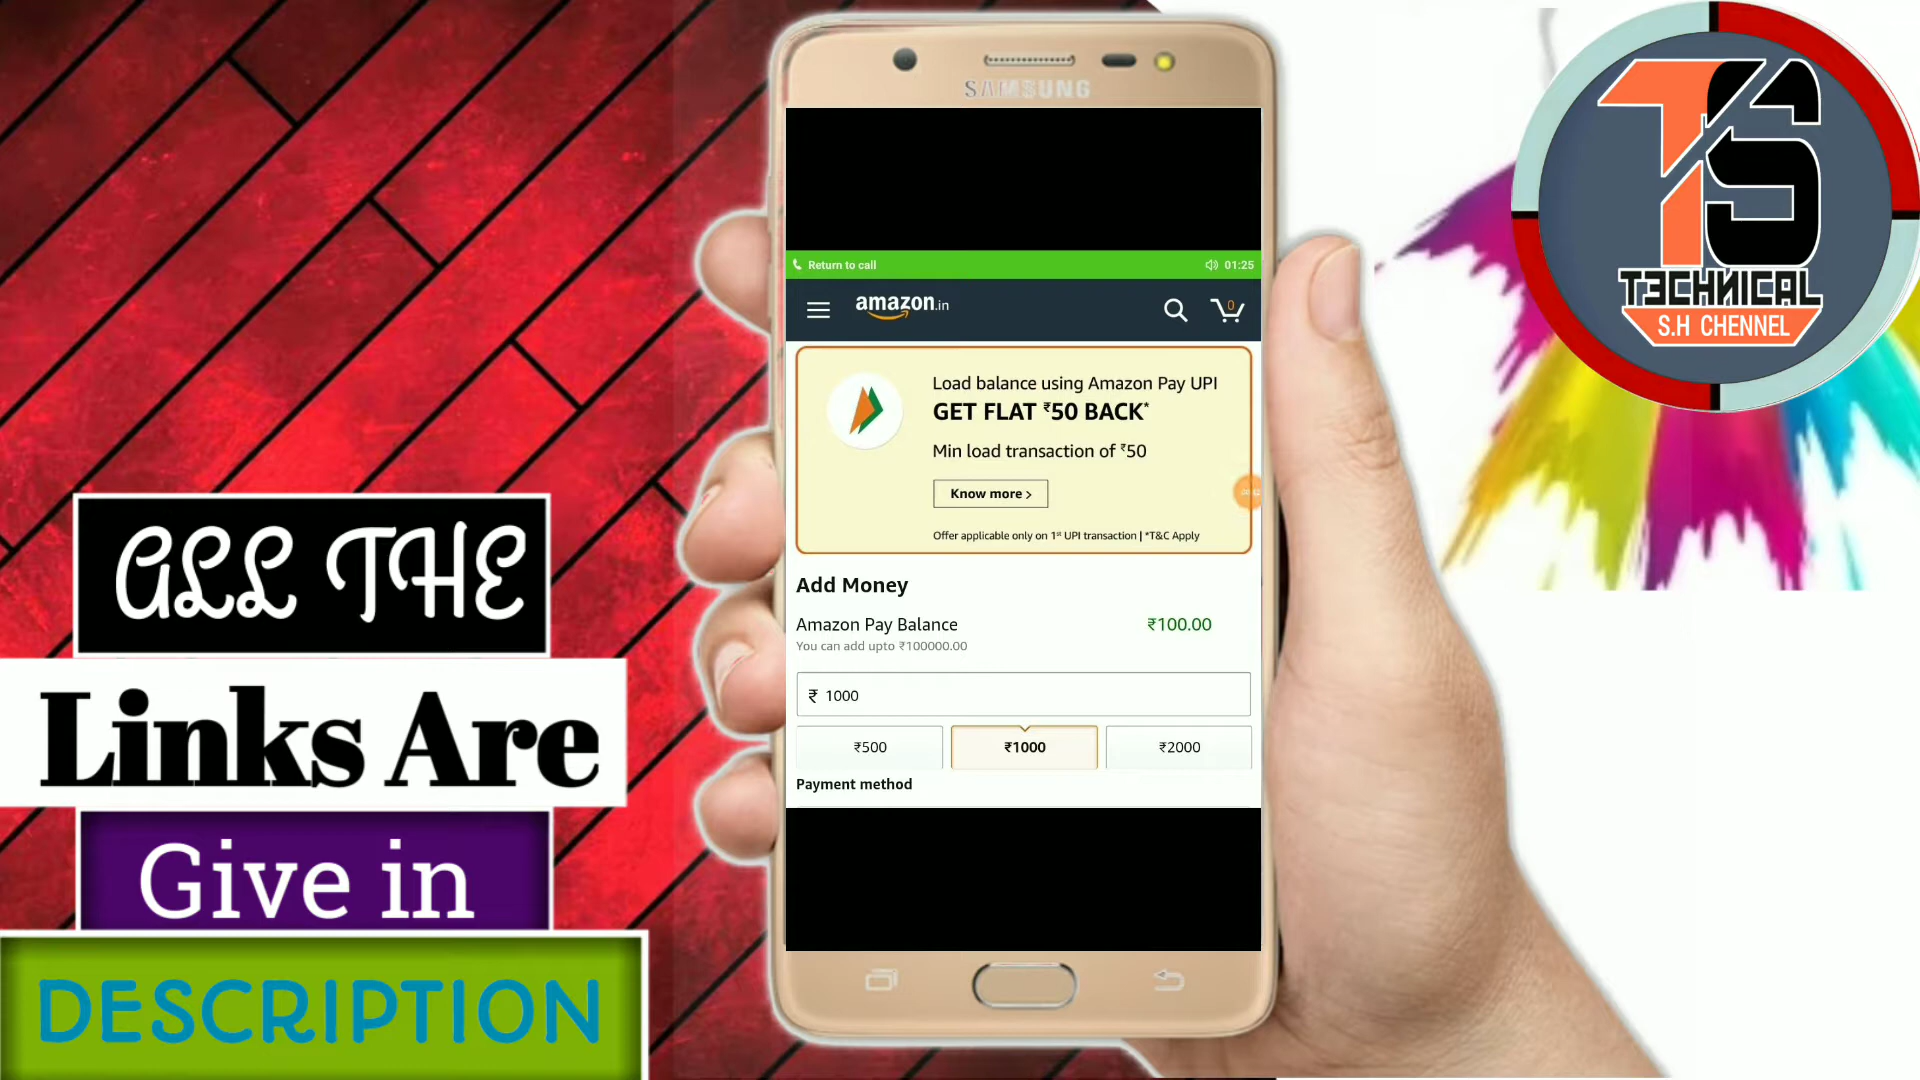 SAMSUNG
Return to call
01:25
amazon.in
0
Load balance using Amazon Pay UPI
GET FLAT ₹50 BACK*
Min load transaction of ₹50
Know more >
Offer applicable only on 1st UPI transaction | *T&C Apply
Add Money
Amazon Pay Balance
₹100.00
You can add upto ₹100000.00
₹ 1000
₹500
₹1000
₹2000
Payment method
ALL THE
Links Are
Give in
DESCRIPTION
TS
TECHNICAL
S.H CHENNEL